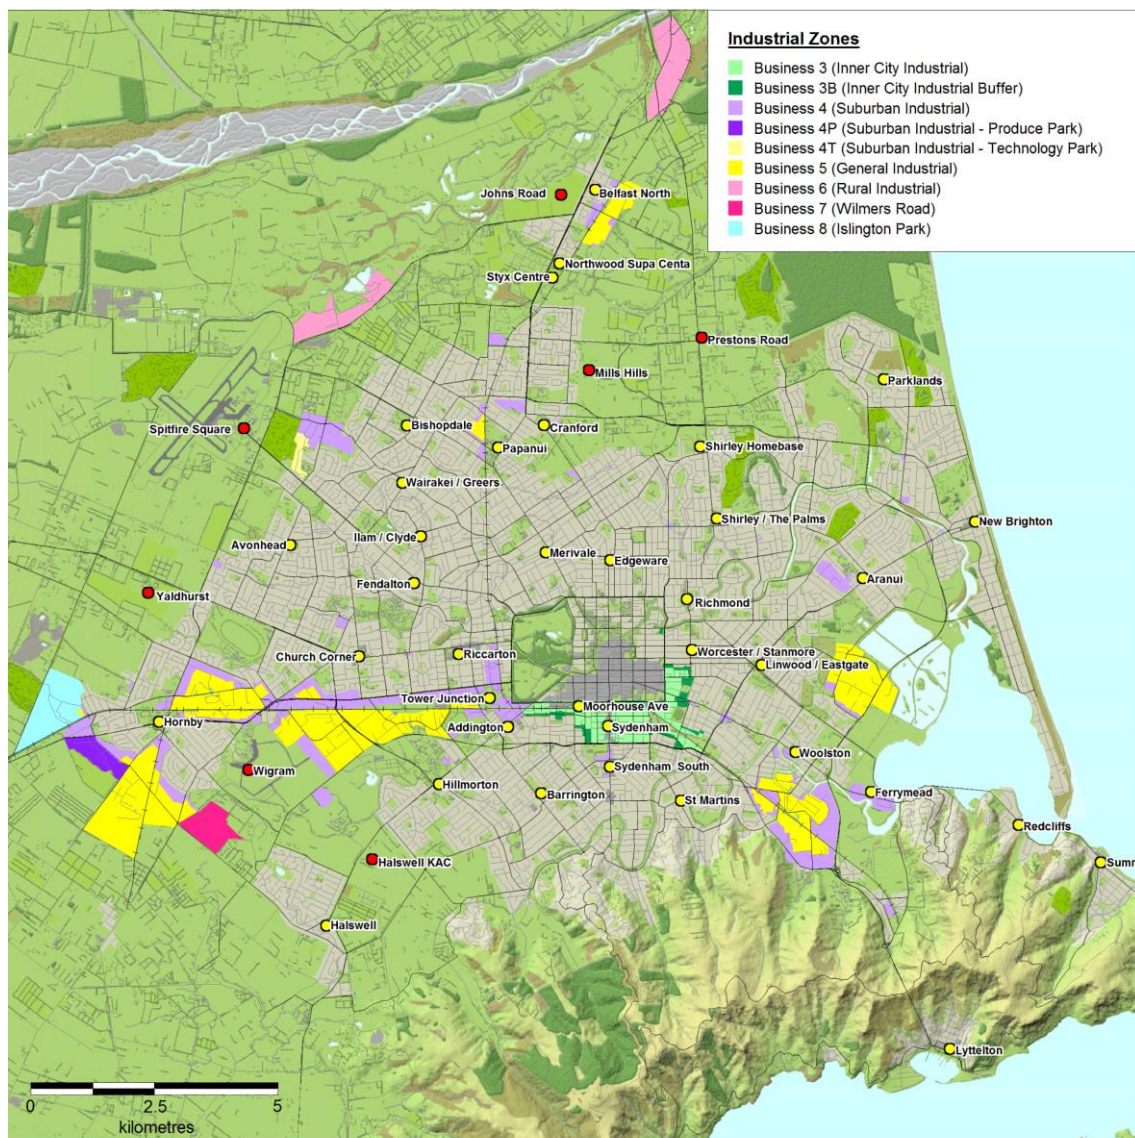 Industrial Zones
Business 3 (Inner City Industrial)
Business 3B (Inner City Industrial Buffer)
Business 4 (Suburban Industrial)
Business 4P (Suburban Industrial - Produce Park)
Business 4T (Suburban Industrial - Technology Park)
Business 5 (General Industrial)
Business 6 (Rural Industrial)
Business 7 (Wilmers Road)
Business 8 (Islington Park)
Johns Road
Belfast North
Northwood Supa Centa
Styx Centre
Prestons Road
Mills Hills
Parklands
Spitfire Square
Bishopdale
Cranford
Papanui
Shirley Homebase
Wairakei / Greers
Shirley / The Palms
New Brighton
Ilam / Clyde
Avonhead
Merivale
Edgeware
Aranui
Fendalton
Yaldhurst
Richmond
Church Corner
Riccarton
Worcester / Stanmore
Linwood / Eastgate
Tower Junction
Moorhouse Ave
Hornby
Addington
Sydenham
Woolston
Wigram
Sydenham South
Hillmorton
Barrington
St Martins
Ferrymead
Redcliffs
Halswell KAC
Sumn
Halswell
Lyttelton
0
2.5
5
kilometres